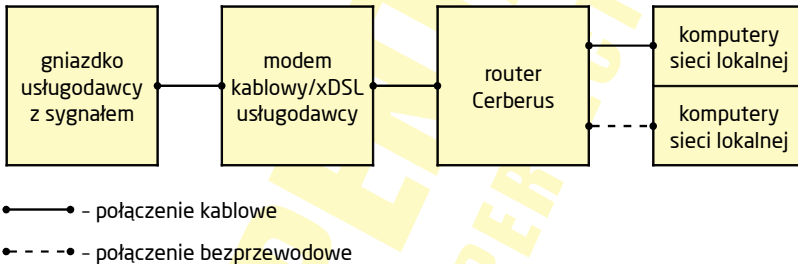 gniazdko
usługodawcy
z sygnałem
modem
kablowy/xDSL
usługodawcy
router
Cerberus
komputery
sieci lokalnej
komputery
sieci lokalnej
– połączenie kablowe
– połączenie bezprzewodowe